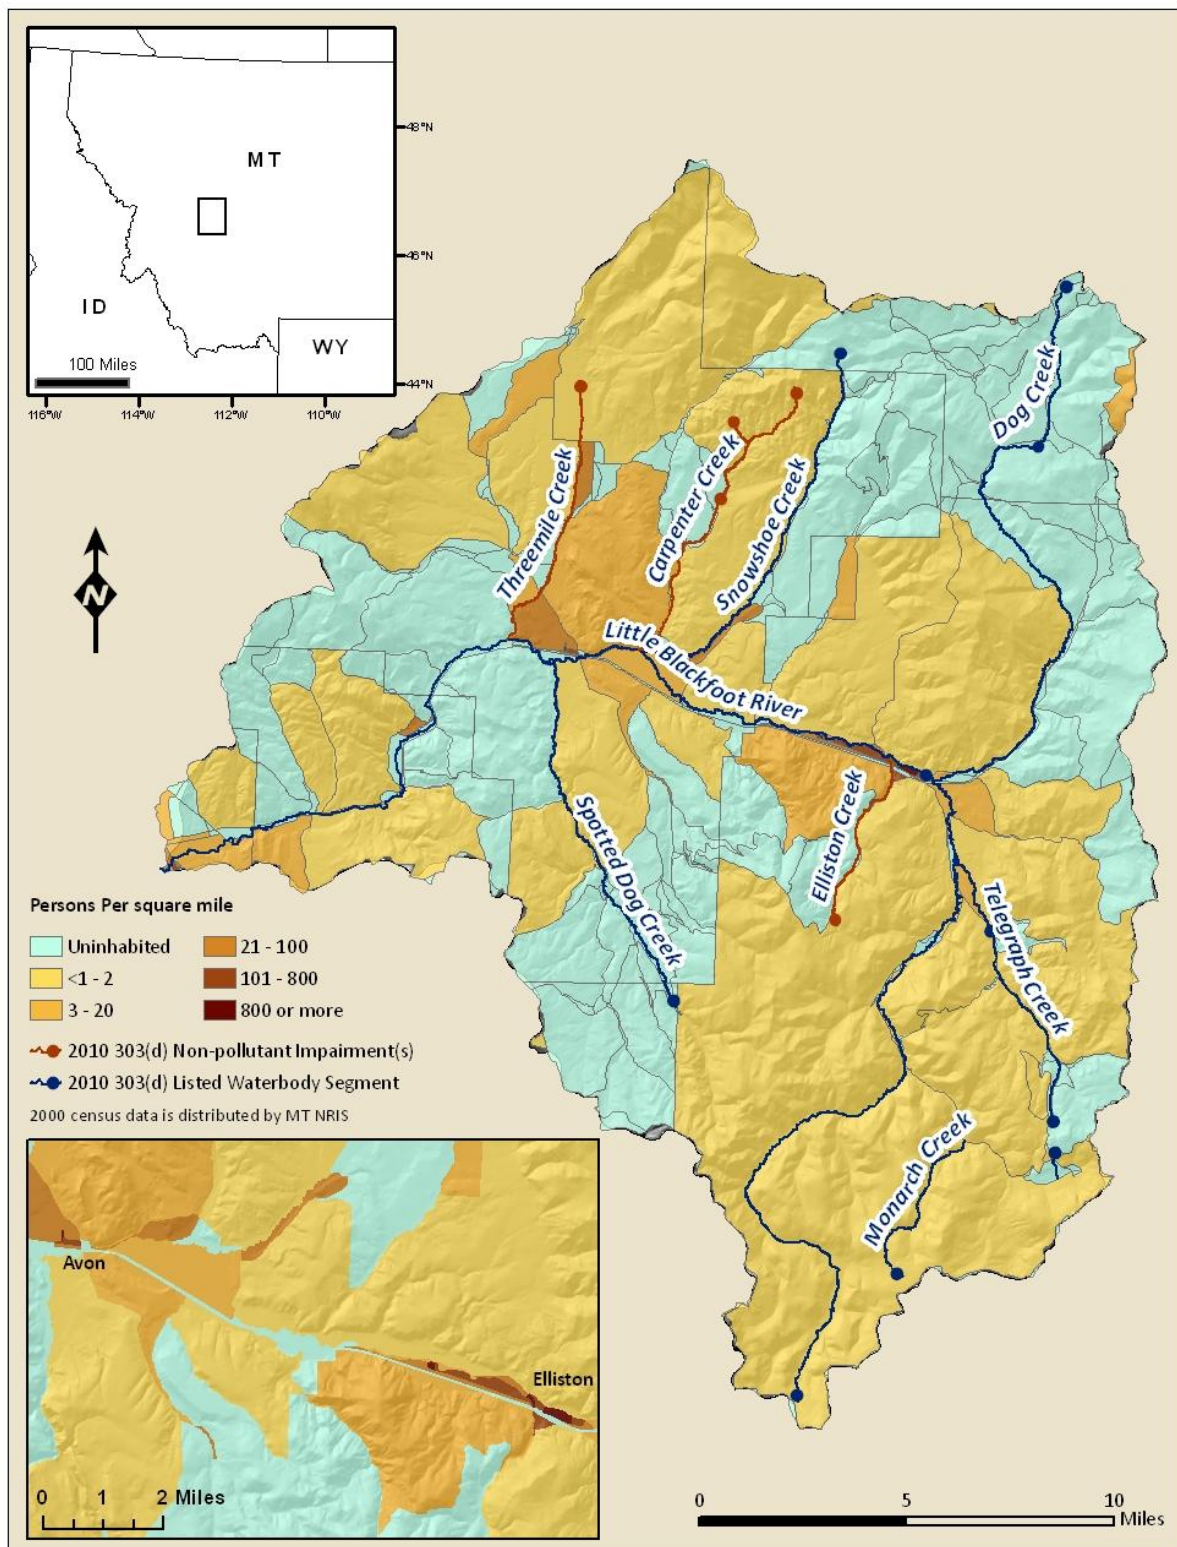 MT
ID
WY
100 Miles
48°N
46°N
44°N
116°W
114°W
112°W
110°W
N
Dog Creek
Threemile Creek
Carpenter Creek
Snowshoe Creek
Little Blackfoot River
Spotted Dog Creek
Elliston Creek
Telegraph Creek
Monarch Creek
Persons Per square mile
Uninhabited
<1 - 2
3 - 20
21 - 100
101 - 800
800 or more
2010 303(d) Non-pollutant Impairment(s)
2010 303(d) Listed Waterbody Segment
2000 census data is distributed by MT NRIS
Avon
Elliston
0 1 2 Miles
0 5 10
Miles